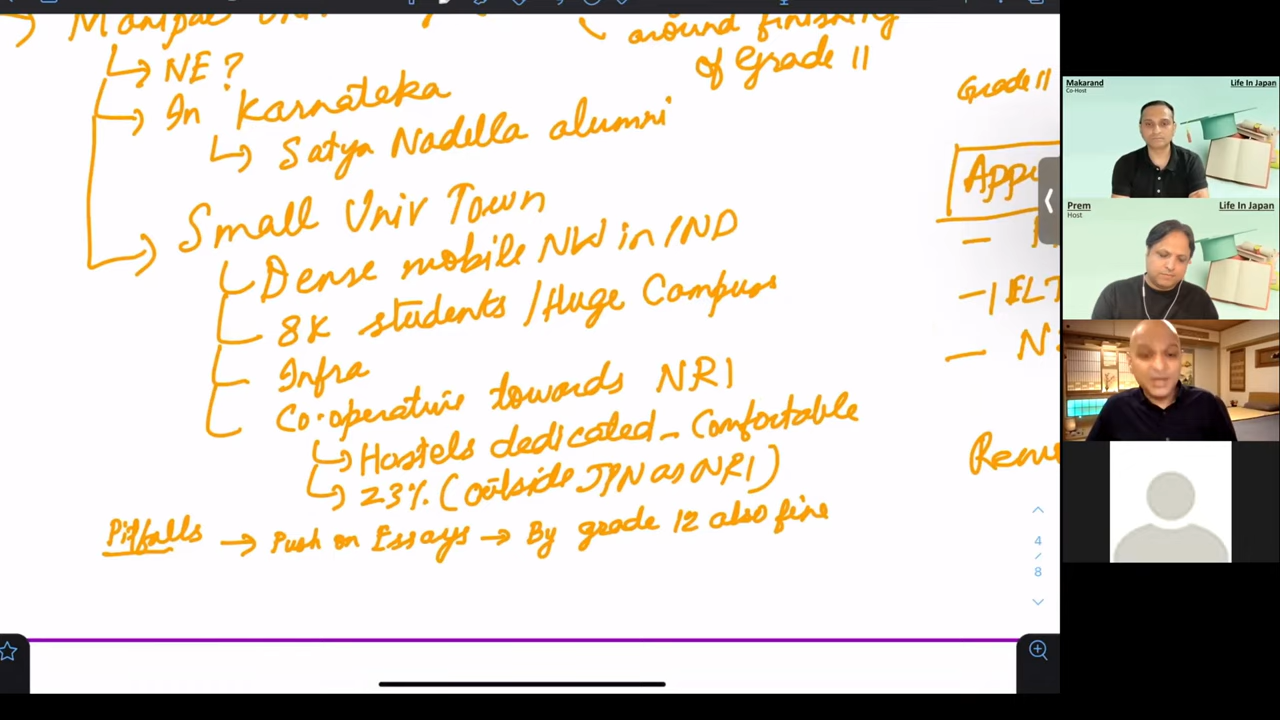 Manipal Univ
around finishing
of Grade 11
↳ NE?
In Karnateka
↳ Satya Nadella alumni
Small Univ Town
Dense mobile NW in IND
8K students / Huge Campus
Infra
Co-operative towards NRI
↳ Hostels dedicated - Comfortable
↳ 23% (outside JPN as NRI)
Pitfalls → Push on Essays → By grade 12 also fine
Grade 11
4
/
8
Makarand
Co-Host
Life In Japan
Prem
Host
Life In Japan